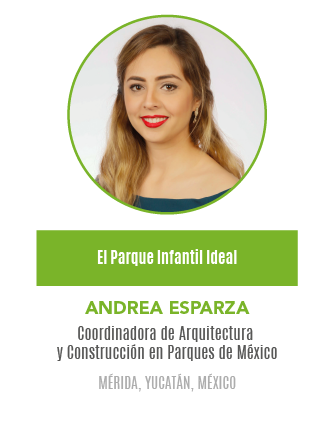 El Parque Infantil Ideal
ANDREA ESPARZA
Coordinadora de Arquitectura
y Construcción en Parques de México
MÉRIDA, YUCATÁN, MÉXICO